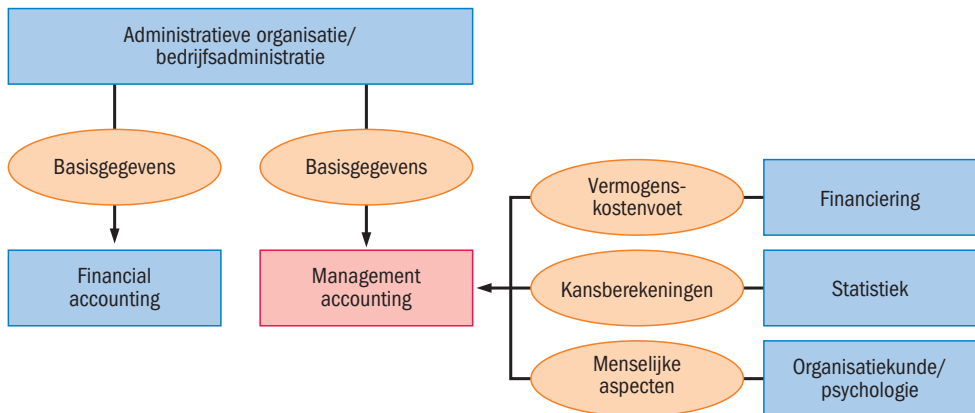 Administratieve organisatie/
bedrijfsadministratie
Basisgegevens
Basisgegevens
Vermogens-
kostenvoet
Financiering
Financial
accounting
Management
accounting
Kansberekeningen
Statistiek
Menselijke
aspecten
Organisatiekunde/
psychologie